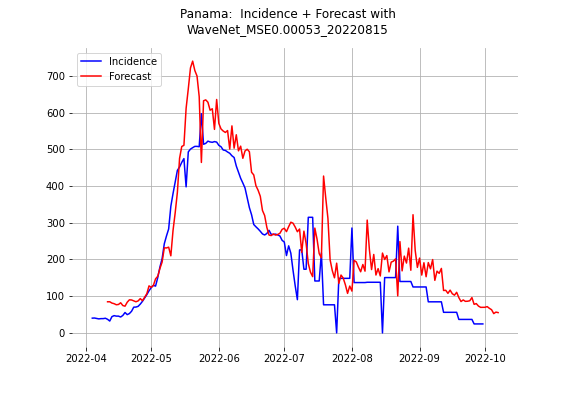 Panama:  Incidence + Forecast with
WaveNet_MSE0.00053_20220815
Incidence
Forecast
700
600
500
400
300
200
100
0
2022-04 2022-05 2022-06 2022-07 2022-08 2022-09 2022-10